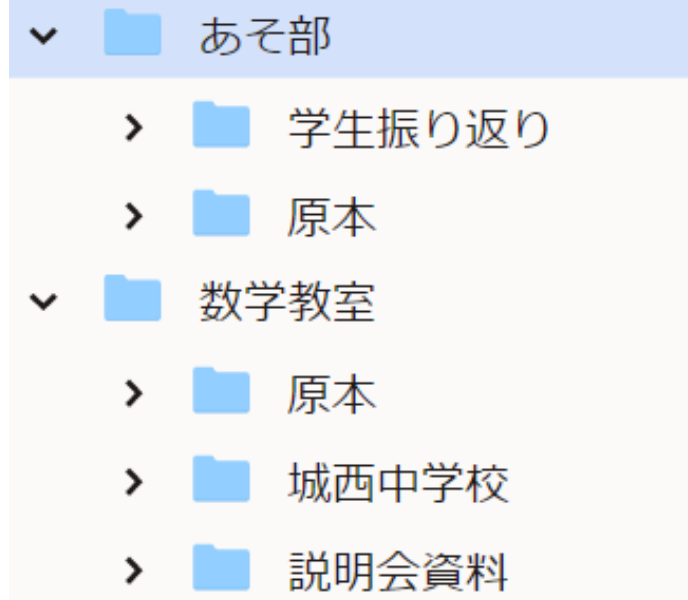 あそ部
学生振り返り
原本
数学教室
原本
城西中学校
説明会資料